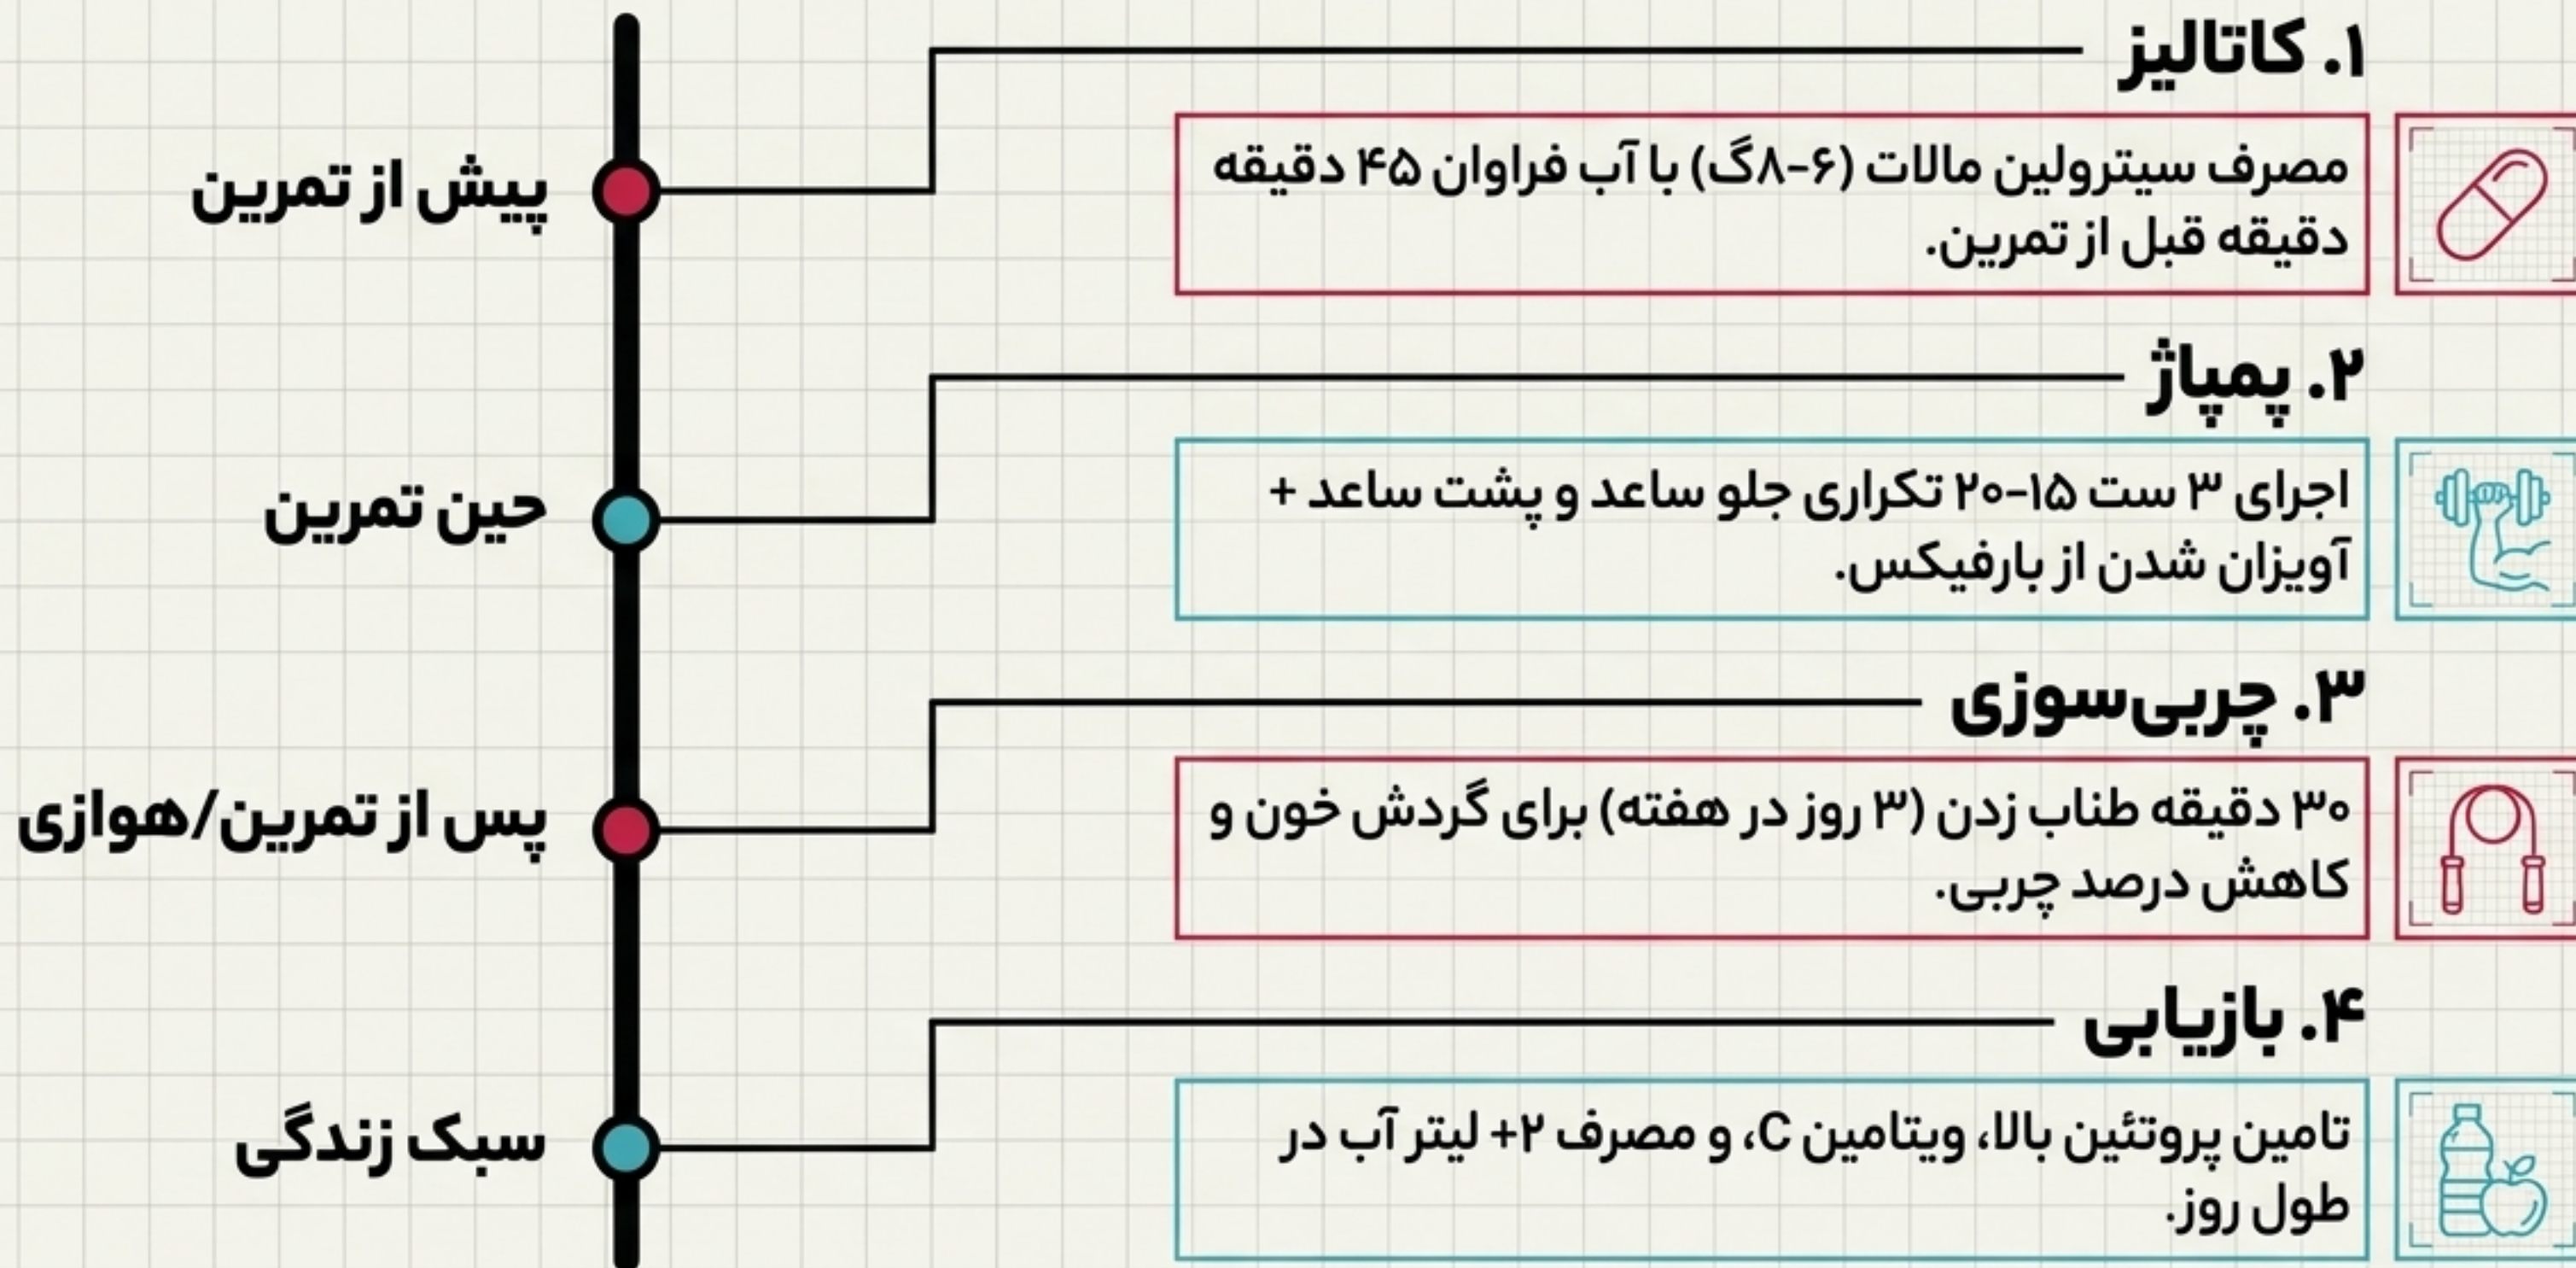 ۱. کاتالیز
پیش از تمرین
مصرف سیترولین مالات (۶-۸گ) با آب فراوان ۴۵ دقیقه
دقیقه قبل از تمرین.
۲. پمپاژ
حین تمرین
اجرای ۳ ست ۱۵-۲۰ تکراری جلو ساعد و پشت ساعد +
آویزان شدن از بارفیکس.
۳. چربی‌سوزی
پس از تمرین/هوازی
۳۰ دقیقه طناب زدن (۳ روز در هفته) برای گردش خون و
کاهش درصد چربی.
۴. بازیابی
سبک زندگی
تامین پروتئین بالا، ویتامین C، و مصرف ۲+ لیتر آب در
طول روز.